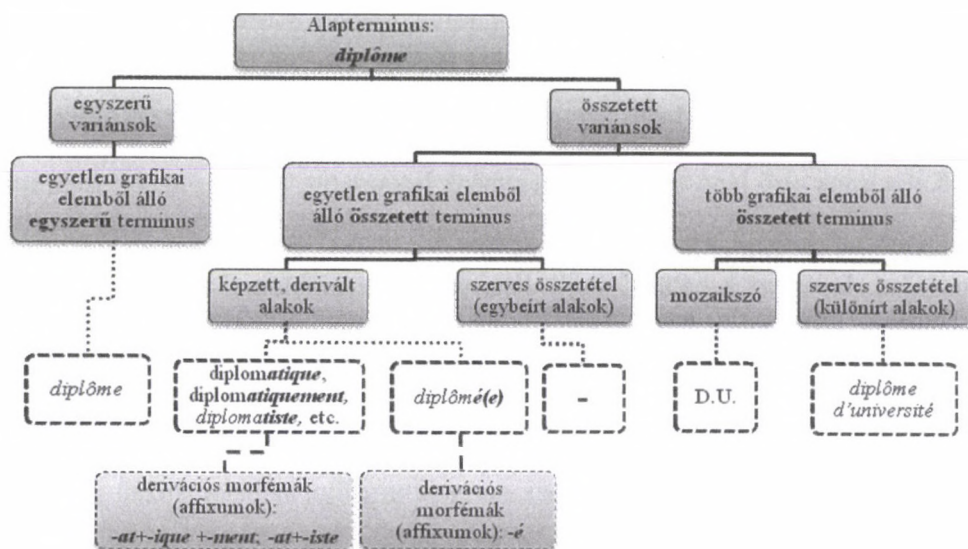 Alapterminus:
diplôme
egyszerű
variánsok
összetett
variánsok
egyetlen grafikai
elemből álló
egyszerű terminus
egyetlen grafikai elemből
álló összetett terminus
több grafikai elemből álló
összetett terminus
képzett, derivált
alakok
szerves összetétel
(egybeírt alakok)
mozaikszó
szerves összetétel
(különírt alakok)
diplôme
diplomatique,
diplomatiquement,
diplomatiste, etc.
diplômé(e)
-
D.U.
diplôme
d'université
derivációs morfémák
(affixumok):
-at+-ique +-ment, -at+-iste
derivációs
morfémák
(affixumok): -é